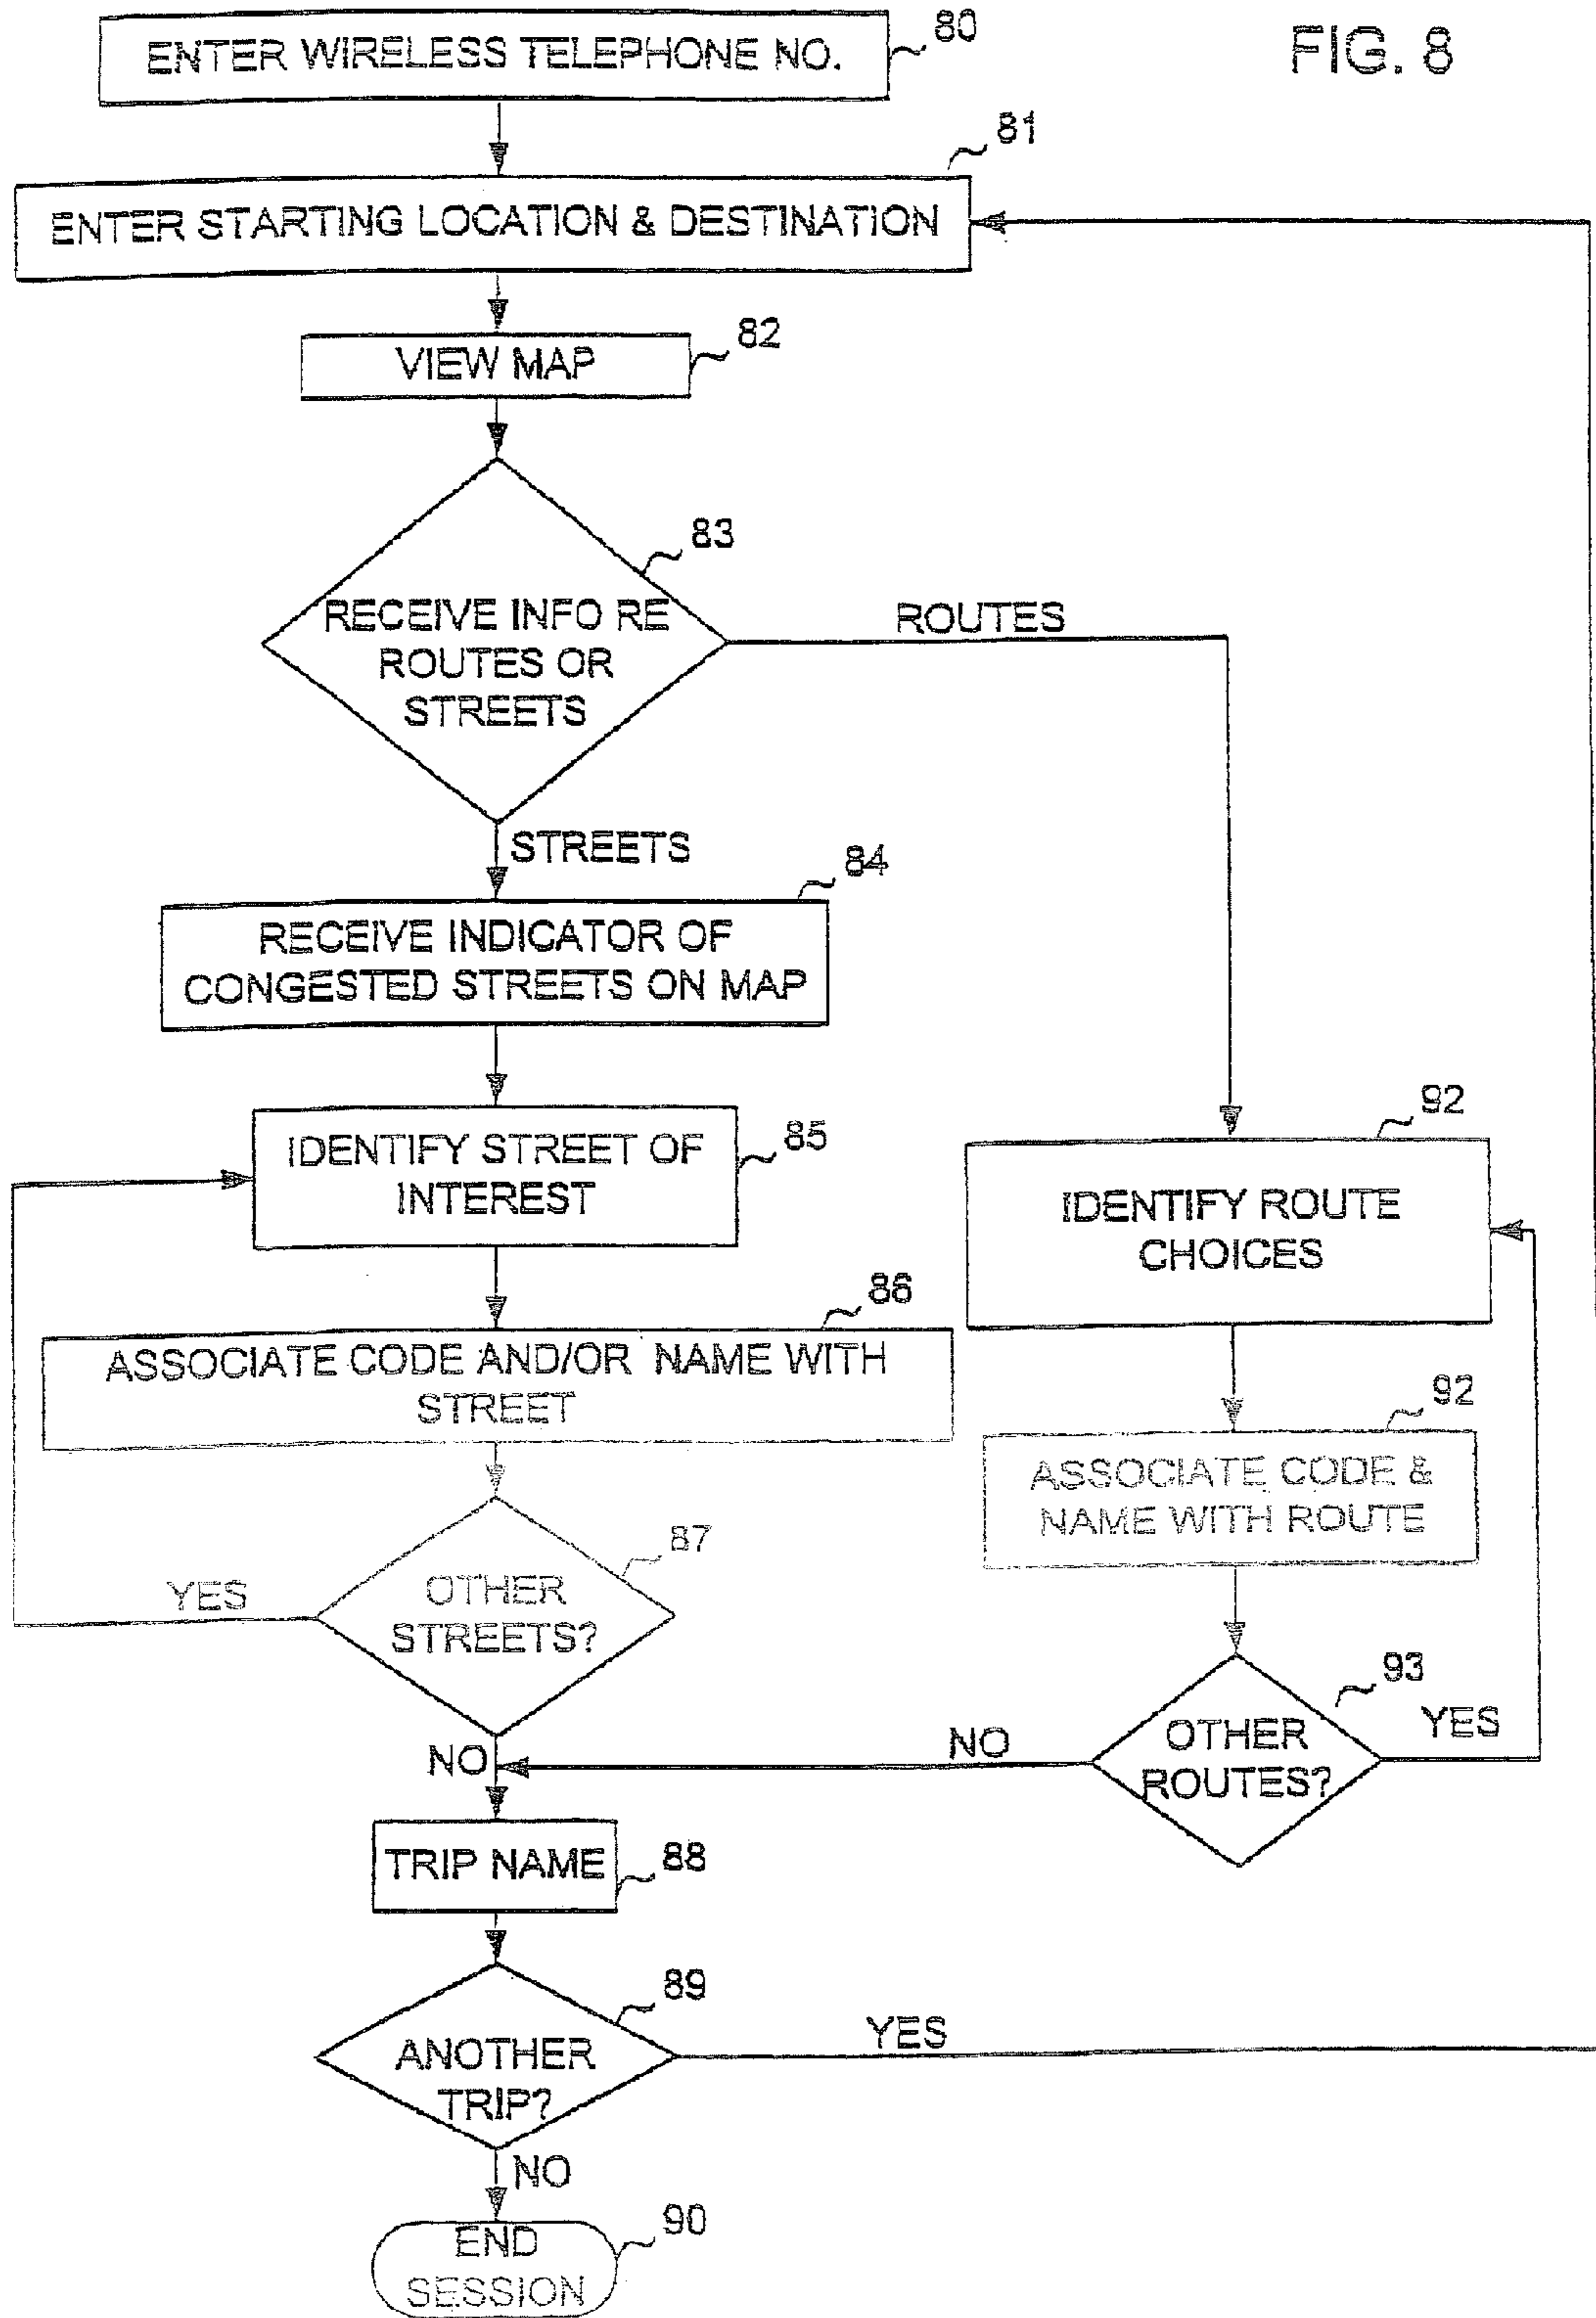 FIG. 8
80
ENTER WIRELESS TELEPHONE NO.
81
ENTER STARTING LOCATION & DESTINATION
82
VIEW MAP
83
RECEIVE INFO RE
ROUTES OR
STREETS
ROUTES
STREETS
84
RECEIVE INDICATOR OF
CONGESTED STREETS ON MAP
85
IDENTIFY STREET OF
INTEREST
92
IDENTIFY ROUTE
CHOICES
86
ASSOCIATE CODE AND/OR NAME WITH
STREET
92
ASSOCIATE CODE &
NAME WITH ROUTE
87
OTHER
STREETS?
YES
NO
93
OTHER
ROUTES?
YES
NO
TRIP NAME
88
89
ANOTHER
TRIP?
YES
NO
90
END
SESSION